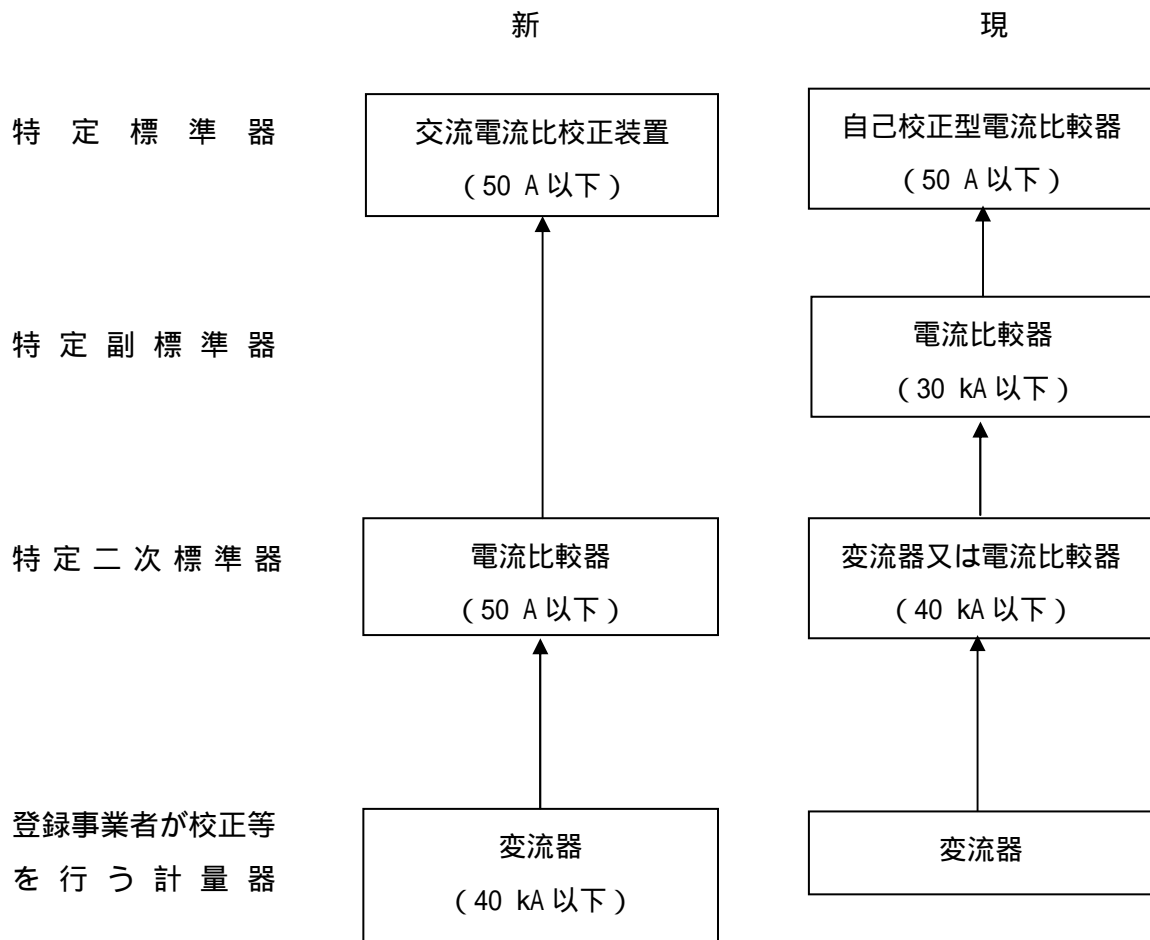 新 現
特定標準器 交流電流比校正装置 自己校正型電流比較器
(50 A以下) (50 A以下)
特定副標準器 電流比較器
(30 kA以下)
特定二次標準器 電流比較器 変流器又は電流比較器
(50 A以下) (40 kA以下)
登録事業者が校正等 変流器 変流器
を行う計量器 (40 kA以下)